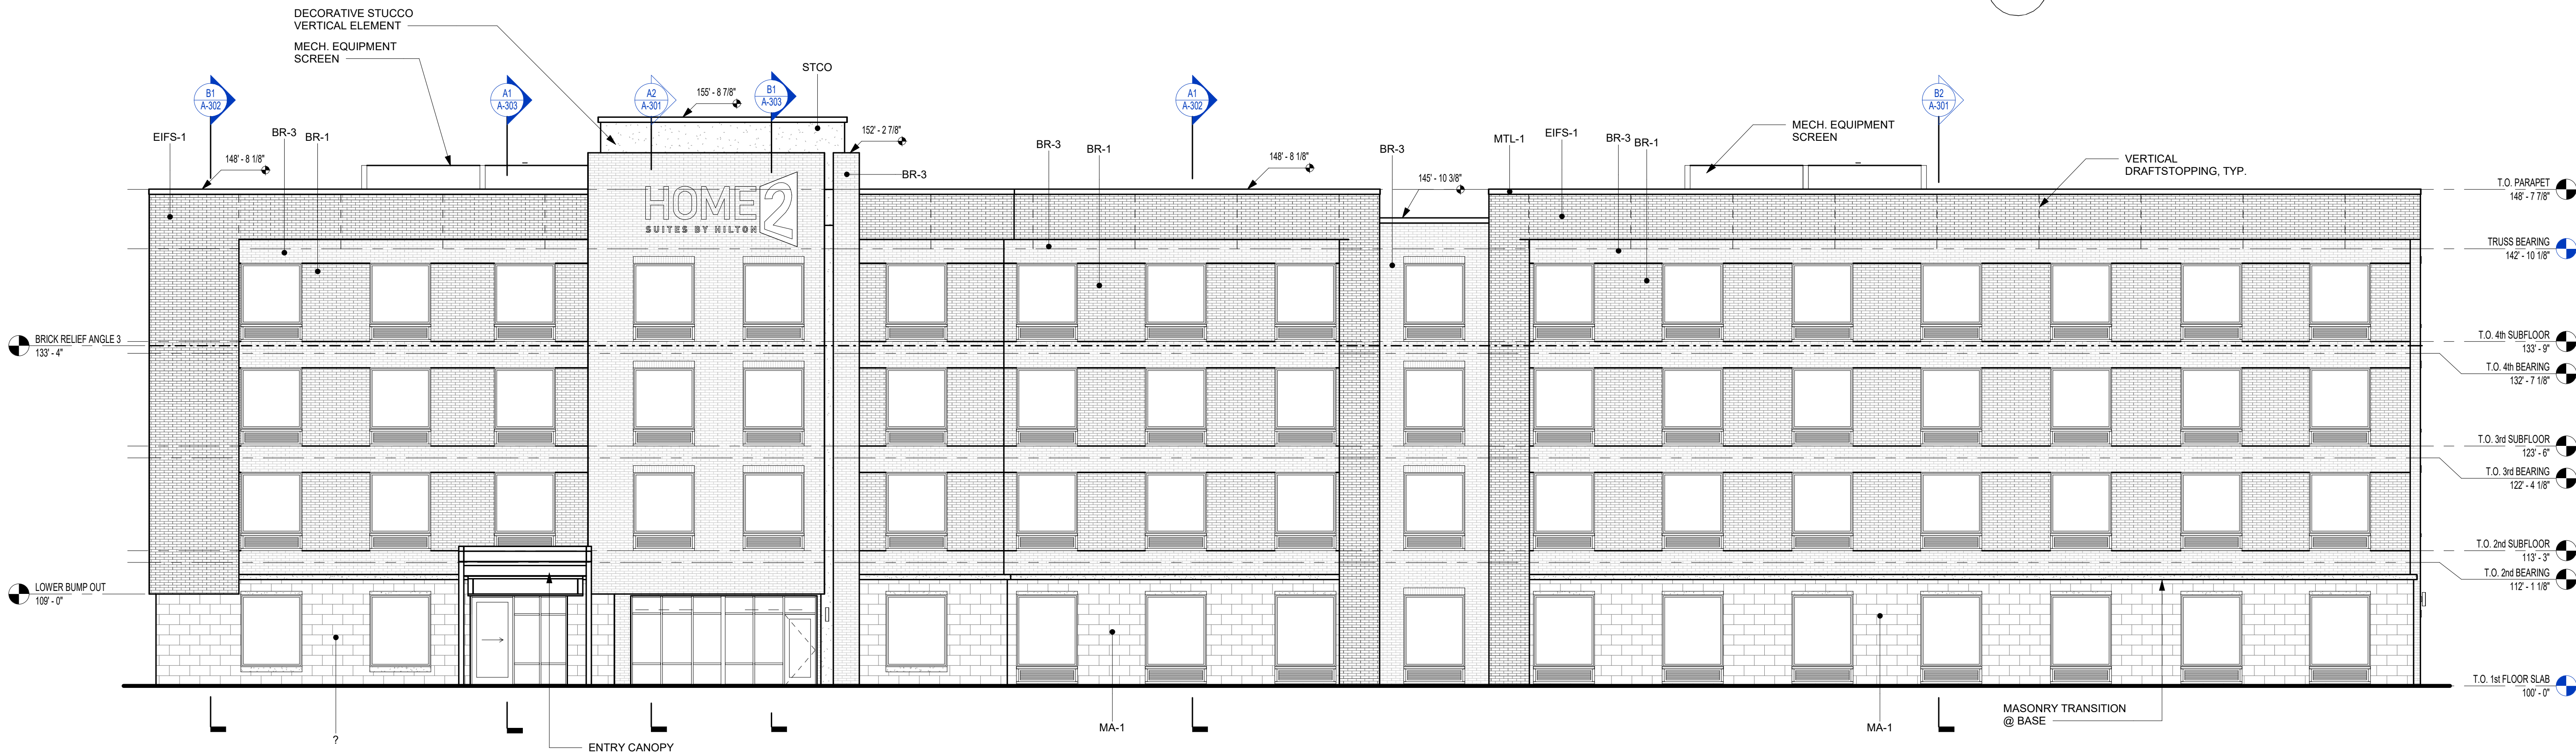 DECORATIVE STUCCO
VERTICAL ELEMENT
MECH. EQUIPMENT
SCREEN
STCO
B1
A-302
A1
A-303
A2
A-301
B1
A-303
A1
A-302
B2
A-301
155' - 8 7/8"
152' - 2 7/8"
EIFS-1
BR-3
BR-1
148' - 8 1/8"
BR-3
BR-3
BR-1
148' - 8 1/8"
BR-3
145' - 10 3/8"
MTL-1
EIFS-1
BR-3
BR-1
MECH. EQUIPMENT
SCREEN
VERTICAL
DRAFTSTOPPING, TYP.
HOME2
SUITES BY HILTON
T.O. PARAPET
148' - 7 7/8"
TRUSS BEARING
142' - 10 1/8"
BRICK RELIEF ANGLE 3
133' - 4"
T.O. 4th SUBFLOOR
133' - 9"
T.O. 4th BEARING
132' - 7 1/8"
T.O. 3rd SUBFLOOR
123' - 6"
T.O. 3rd BEARING
122' - 4 1/8"
T.O. 2nd SUBFLOOR
113' - 3"
T.O. 2nd BEARING
112' - 1 1/8"
LOWER BUMP OUT
109' - 0"
T.O. 1st FLOOR SLAB
100' - 0"
?
ENTRY CANOPY
MA-1
MA-1
MASONRY TRANSITION
@ BASE